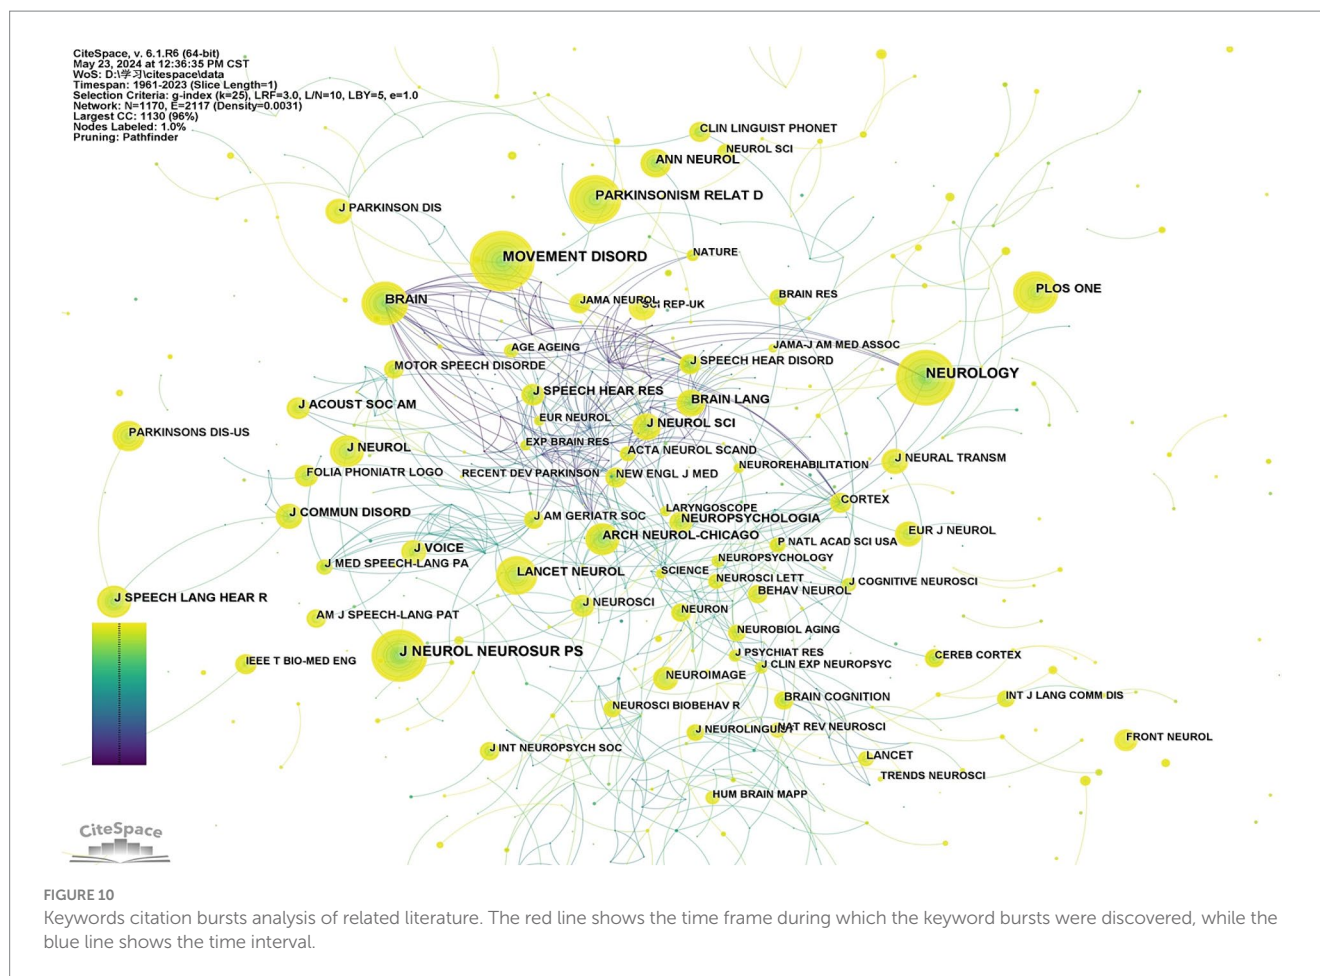 CiteSpace, v. 6.1.R6 (64-bit)
May 23, 2024 at 12:36:35 PM CST
WoS: D:\学习\citespace\data
Timespan: 1961-2023 (Slice Length=1)
Selection Criteria: g-index (k=25), LRF=3.0, L/N=10, LBY=5, e=1.0
Network: N=1170, E=2117 (Density=0.0031)
Largest CC: 1130 (96%)
Nodes Labeled: 1.0%
Pruning: Pathfinder
CLIN LINGUIST PHONET
NEUROL SCI
ANN NEUROL
PARKINSONISM RELAT D
J PARKINSON DIS
MOVEMENT DISORD
NATURE
PLOS ONE
BRAIN
JAMA NEUROL
SCI REP-UK
BRAIN RES
AGE AGEING
JAMA-J AM MED ASSOC
MOTOR SPEECH DISORDE
J SPEECH HEAR DISORD
NEUROLOGY
J SPEECH HEAR RES
BRAIN LANG
J ACOUST SOC AM
EUR NEUROL
J NEUROL SCI
PARKINSONS DIS-US
EXP BRAIN RES
J NEUROL
ACTA NEUROL SCAND
J NEURAL TRANSM
FOLIA PHONIATR LOGO
RECENT DEV PARKINSON
NEW ENGL J MED
NEUROREHABILITATION
CORTEX
J COMMUN DISORD
J AM GERIATR SOC
LARYNGOSCOPE
NEUROPSYCHOLOGIA
EUR J NEUROL
ARCH NEUROL-CHICAGO
P NATL ACAD SCI USA
J VOICE
J MED SPEECH-LANG PA
NEUROPSYCHOLOGY
LANCET NEUROL
SCIENCE
NEUROSCI LETT
J COGNITIVE NEUROSCI
BEHAV NEUROL
J SPEECH LANG HEAR R
J NEUROSCI
NEURON
AM J SPEECH-LANG PAT
NEUROBIOL AGING
J NEUROL NEUROSUR PS
J PSYCHIAT RES
CEREB CORTEX
IEEE T BIO-MED ENG
J CLIN EXP NEUROPSYC
NEUROIMAGE
BRAIN COGNITION
INT J LANG COMM DIS
NEUROSCI BIOBEHAV R
J NEUROLINGUIST
NAT REV NEUROSCI
FRONT NEUROL
J INT NEUROPSYCH SOC
LANCET
TRENDS NEUROSCI
HUM BRAIN MAPP
CiteSpace
FIGURE 10
Keywords citation bursts analysis of related literature. The red line shows the time frame during which the keyword bursts were discovered, while the
blue line shows the time interval.